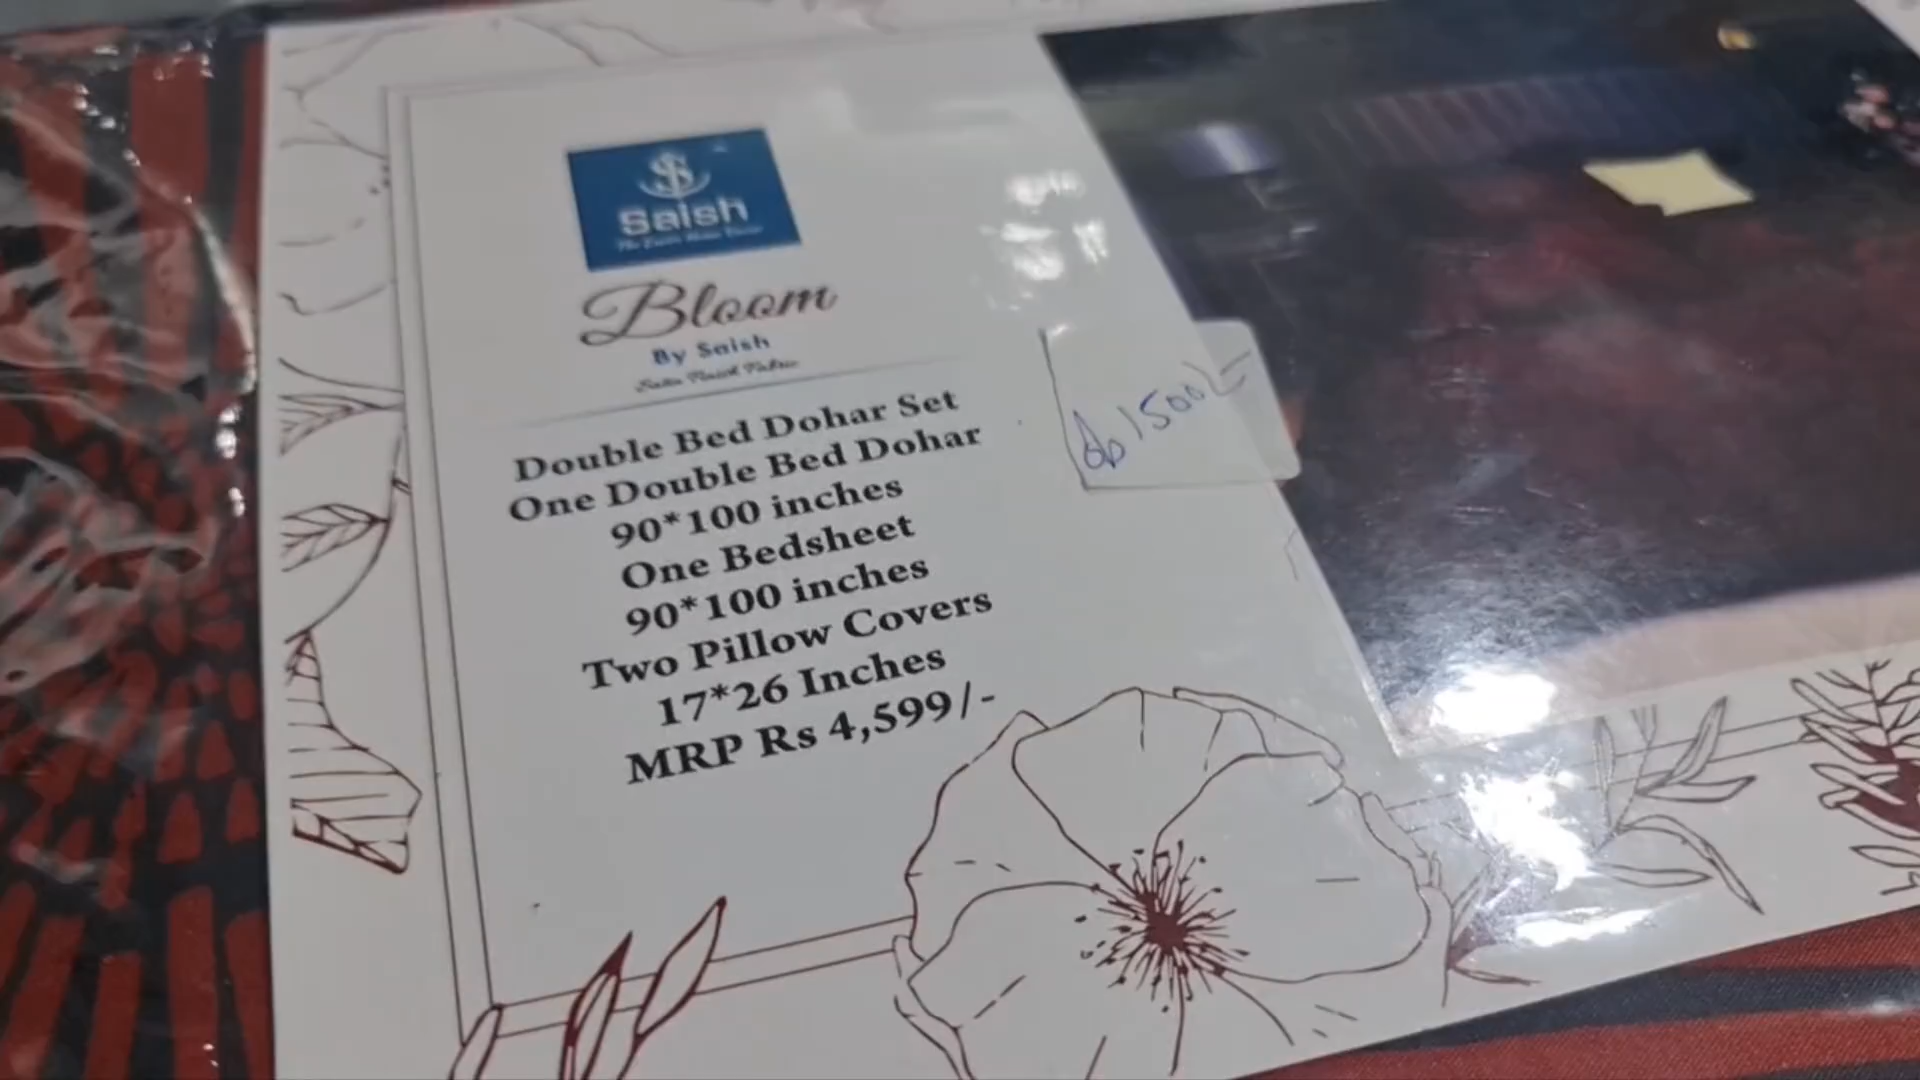 Saish
Bloom
By Saish
Double Bed Dohar Set
One Double Bed Dohar
90*100 inches
One Bedsheet
90*100 inches
Two Pillow Covers
17*26 Inches
MRP Rs 4,599/-
1500/-